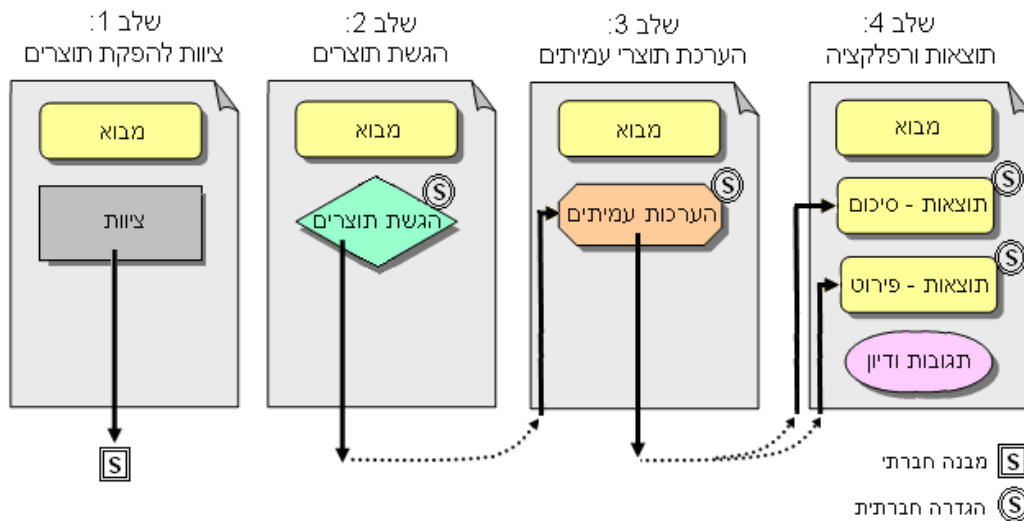 שלב 1:
ציוות להפקת תוצרים
מבוא
ציוות
S
שלב 2:
הגשת תוצרים
מבוא
S
הגשת תוצרים
שלב 3:
הערכת תוצרי עמיתים
מבוא
S
הערכות עמיתים
שלב 4:
תוצאות ורפלקציה
מבוא
S
תוצאות - סיכום
S
תוצאות - פירוט
תגובות ודיון
S מבנה חברתי
S הגדרה חברתית